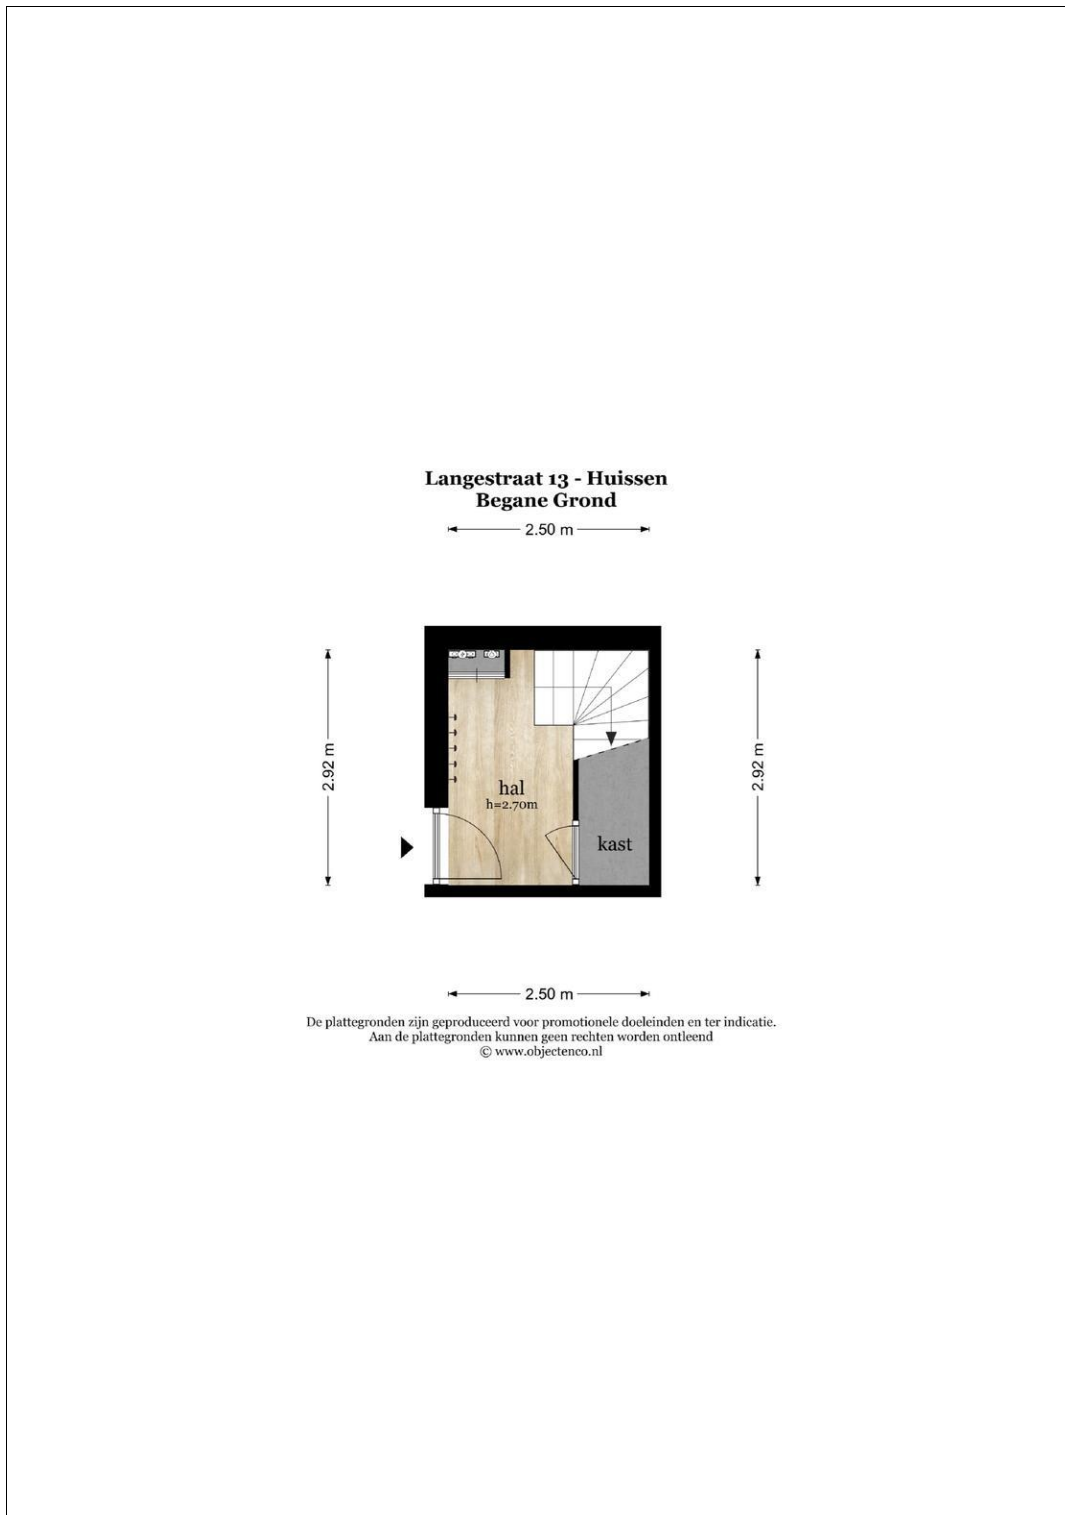 Langestraat 13 - Huissen
Begane Grond
2.50 m
2.92 m
2.92 m
hal
h=2.70m
kast
2.50 m
De plattegronden zijn geproduceerd voor promotionele doeleinden en ter indicatie.
Aan de plattegronden kunnen geen rechten worden ontleend
© www.objectenco.nl